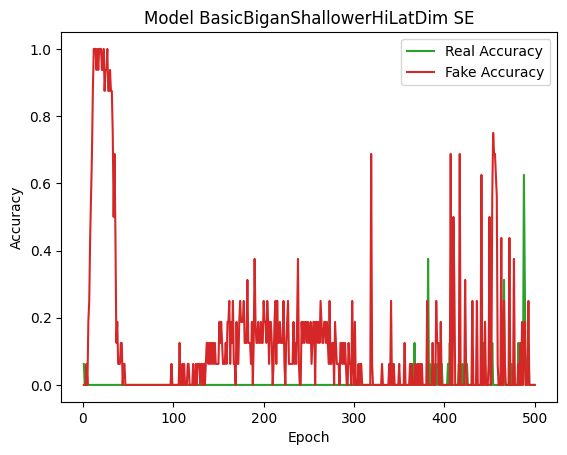 Model BasicBiganShallowerHiLatDim SE
Real Accuracy
Fake Accuracy
1.0
0.8
0.6
0.4
0.2
0.0
Accuracy
0
100
200
300
400
500
Epoch